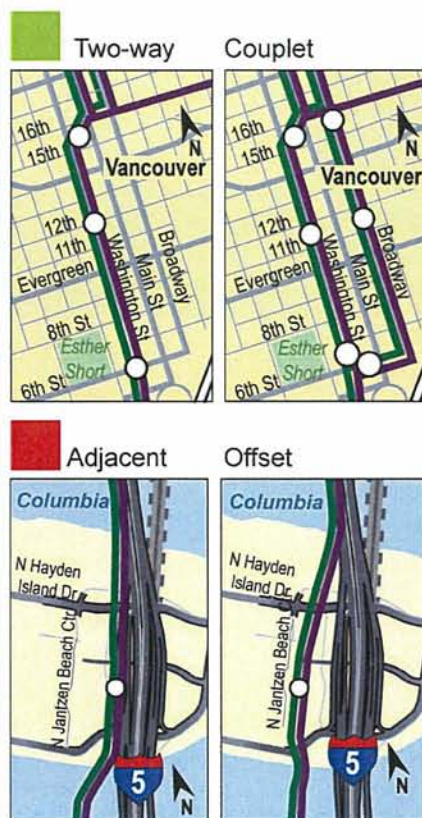 Two-way
Couplet
16th
15th
N
Vancouver
12th
11th
Evergreen
Washington St
Main St
Broadway
8th St
Esther
Short
6th St
16th
15th
N
Vancouver
12th
11th
Evergreen
Washington St
Main St
Broadway
8th St
Esther
Short
6th St
Adjacent
Offset
Columbia
N Hayden
Island Dr
N Jantzen Beach Ctr
5
N
Columbia
N Hayden
Island Dr
N Jantzen Beach C
5
N